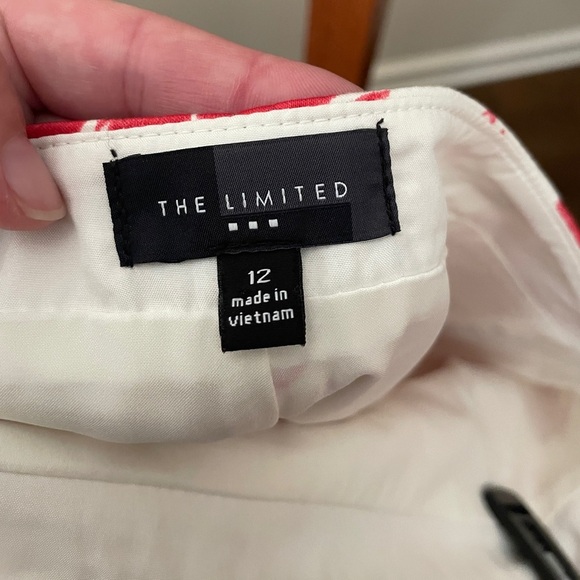 THE LIMITED
12
made in
vietnam